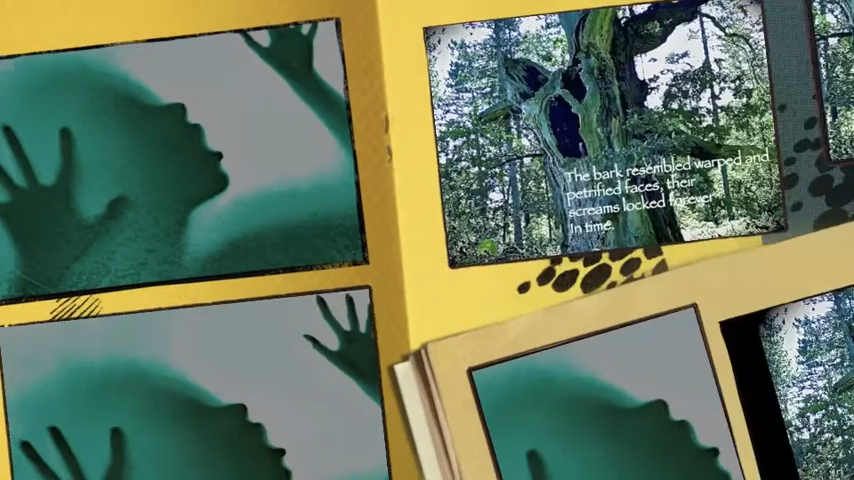 The bark resembled warped and
petrified faces, their
screams locked forever
in time.